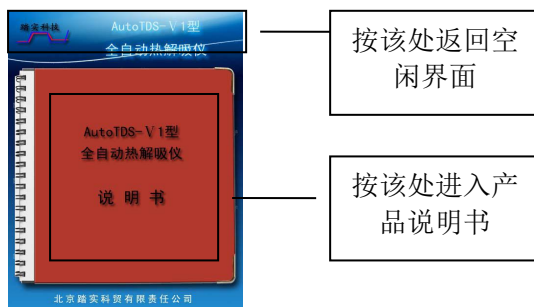 踏实科技
AutoTDS-Ⅴ1型
全自动热解吸仪
按该处返回空
闲界面
AutoTDS-Ⅴ1型
全自动热解吸仪
说 明 书
按该处进入产
品说明书
北京踏实科贸有限责任公司